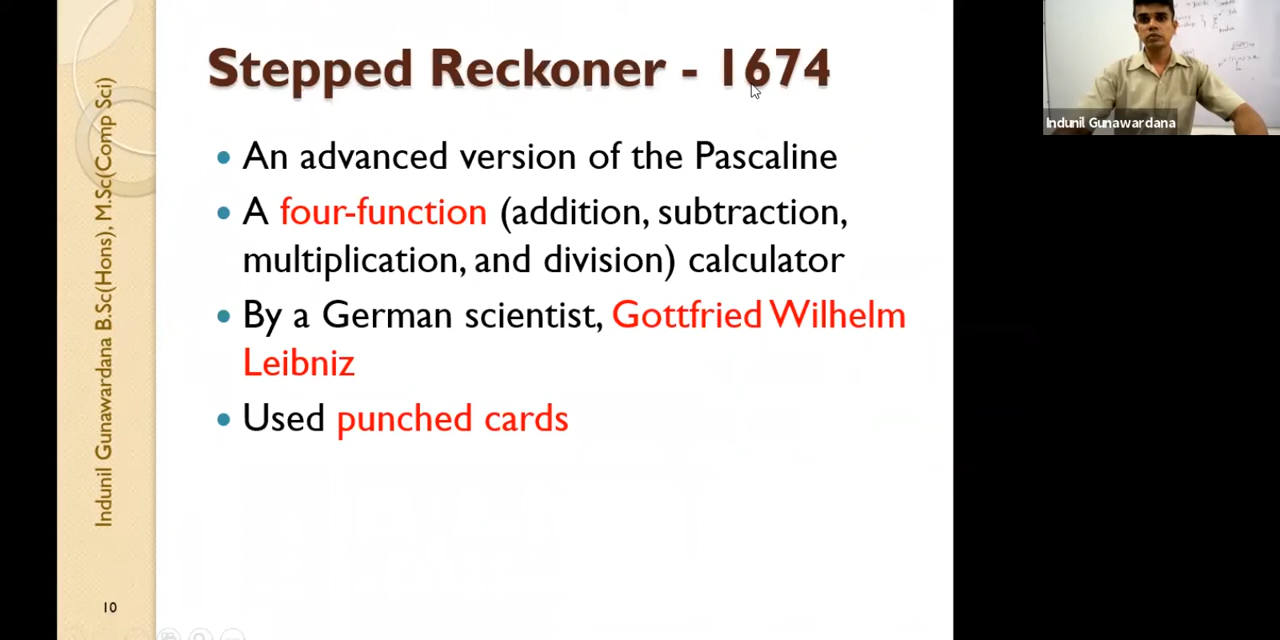 Stepped Reckoner - 1674
• An advanced version of the Pascaline
• A four-function (addition, subtraction,
multiplication, and division) calculator
• By a German scientist, Gottfried Wilhelm
Leibniz
• Used punched cards
Indunil Gunawardana B.Sc(Hons), M.Sc(Comp Sci)
10
Indunil Gunawardana